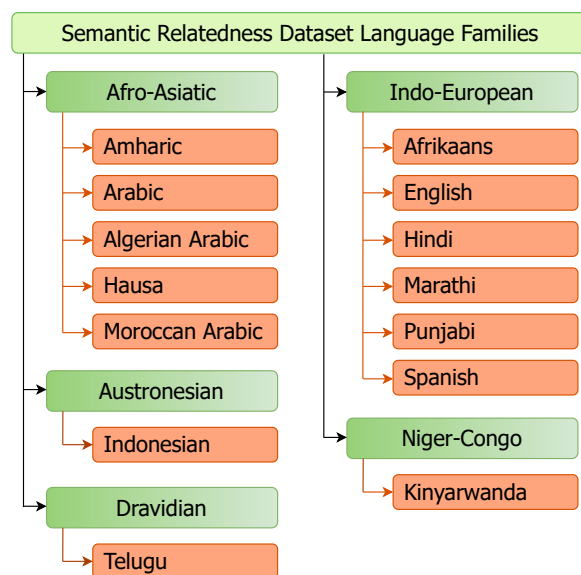 Semantic Relatedness Dataset Language Families
Afro-Asiatic
Amharic
Arabic
Algerian Arabic
Hausa
Moroccan Arabic
Austronesian
Indonesian
Dravidian
Telugu
Indo-European
Afrikaans
English
Hindi
Marathi
Punjabi
Spanish
Niger-Congo
Kinyarwanda